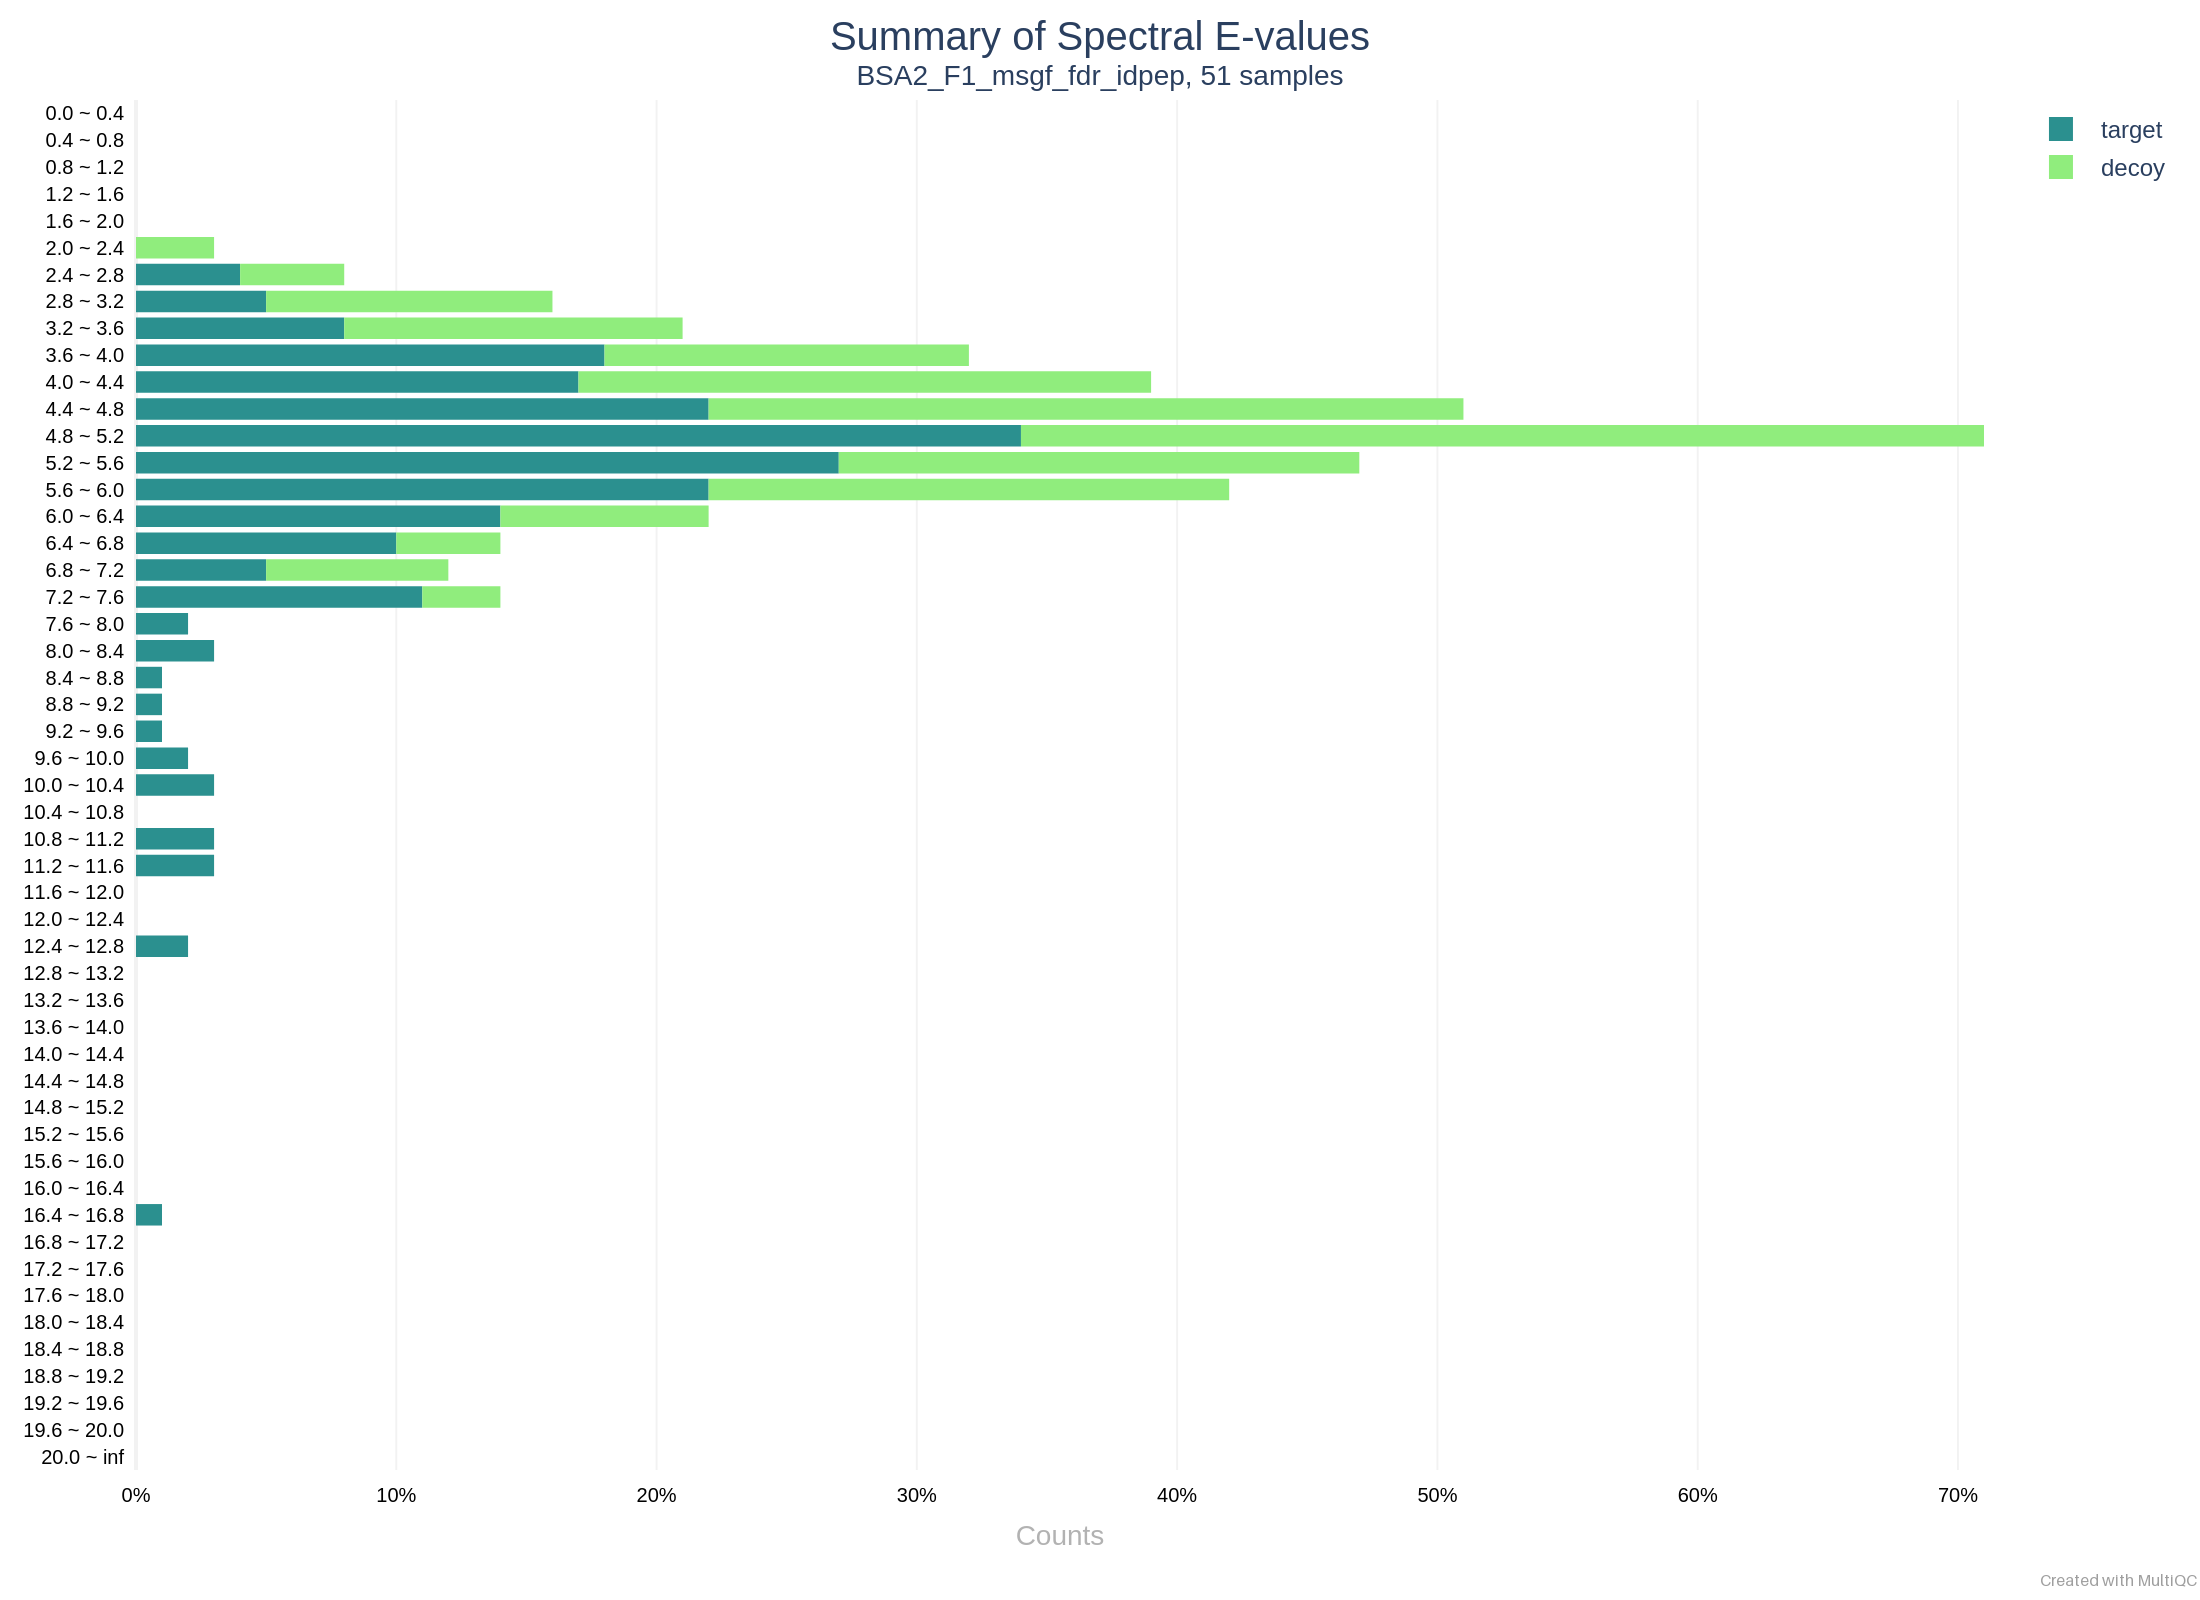 Summary of Spectral E-values
BSA2_F1_msgf_fdr_idpep, 51 samples
target
decoy
0.0 ~ 0.4
0.4 ~ 0.8
0.8 ~ 1.2
1.2 ~ 1.6
1.6 ~ 2.0
2.0 ~ 2.4
2.4 ~ 2.8
2.8 ~ 3.2
3.2 ~ 3.6
3.6 ~ 4.0
4.0 ~ 4.4
4.4 ~ 4.8
4.8 ~ 5.2
5.2 ~ 5.6
5.6 ~ 6.0
6.0 ~ 6.4
6.4 ~ 6.8
6.8 ~ 7.2
7.2 ~ 7.6
7.6 ~ 8.0
8.0 ~ 8.4
8.4 ~ 8.8
8.8 ~ 9.2
9.2 ~ 9.6
9.6 ~ 10.0
10.0 ~ 10.4
10.4 ~ 10.8
10.8 ~ 11.2
11.2 ~ 11.6
11.6 ~ 12.0
12.0 ~ 12.4
12.4 ~ 12.8
12.8 ~ 13.2
13.2 ~ 13.6
13.6 ~ 14.0
14.0 ~ 14.4
14.4 ~ 14.8
14.8 ~ 15.2
15.2 ~ 15.6
15.6 ~ 16.0
16.0 ~ 16.4
16.4 ~ 16.8
16.8 ~ 17.2
17.2 ~ 17.6
17.6 ~ 18.0
18.0 ~ 18.4
18.4 ~ 18.8
18.8 ~ 19.2
19.2 ~ 19.6
19.6 ~ 20.0
20.0 ~ inf
0% 10% 20% 30% 40% 50% 60% 70%
Counts
Created with MultiQC